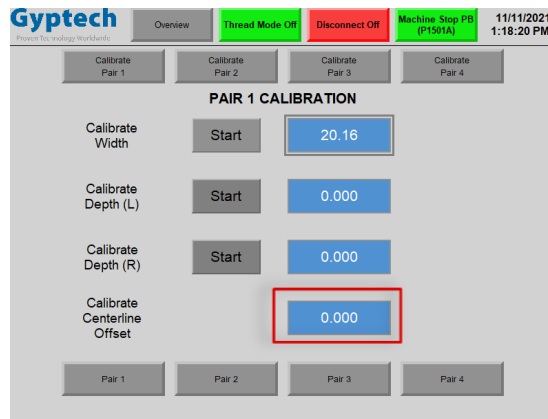 Gyptech
Proven Technology Worldwide
Overview
Thread Mode Off
Disconnect Off
Machine Stop PB
(P1501A)
11/11/2021
1:18:20 PM
Calibrate
Pair 1
Calibrate
Pair 2
Calibrate
Pair 3
Calibrate
Pair 4
PAIR 1 CALIBRATION
Calibrate
Width
Start
20.16
Calibrate
Depth (L)
Start
0.000
Calibrate
Depth (R)
Start
0.000
Calibrate
Centerline
Offset
0.000
Pair 1
Pair 2
Pair 3
Pair 4